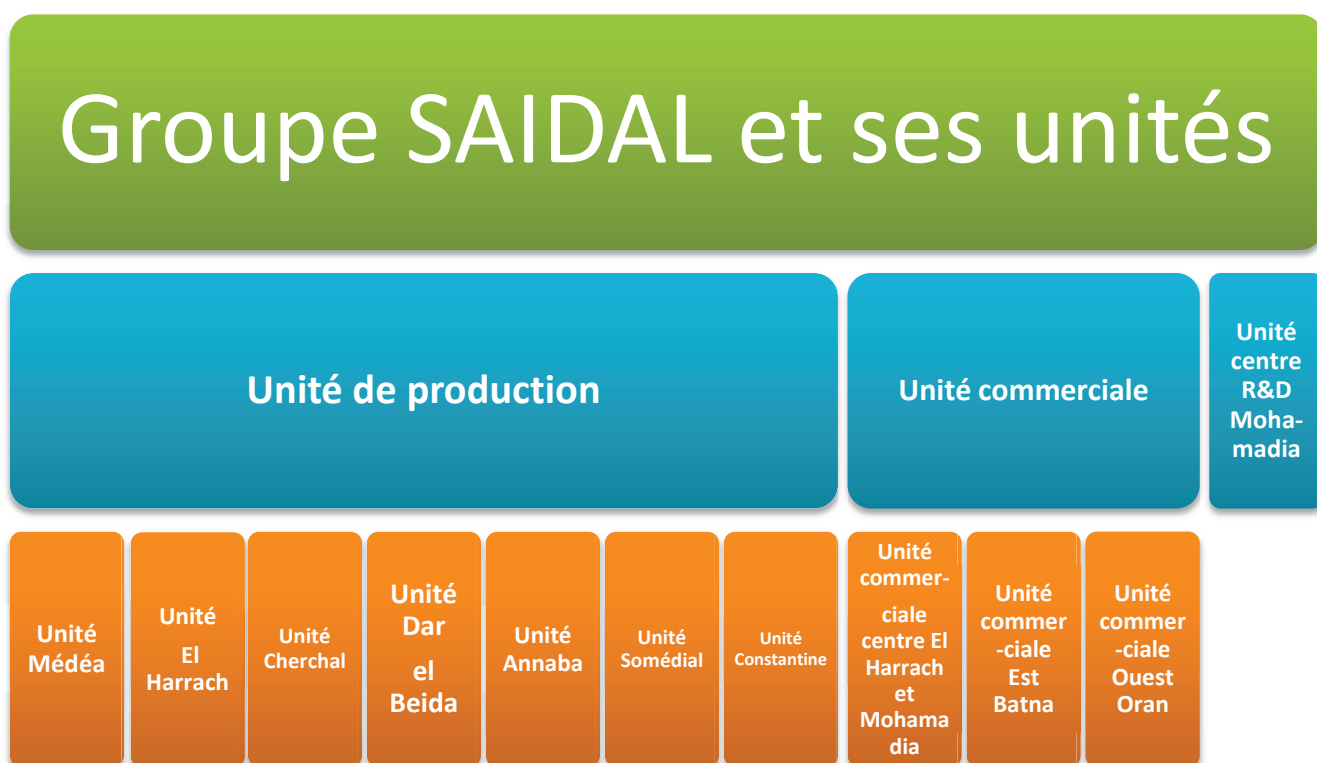 Groupe SAIDAL et ses unités
Unité de production
Unité commerciale
Unité
centre
R&D
Moha-
madia
Unité
Médéa
Unité
El
Harrach
Unité
Cherchal
Unité
Dar
el
Beida
Unité
Annaba
Unité
Somédial
Unité
Constantine
Unité
commer-
ciale
centre El
Harrach
et
Mohama
dia
Unité
commer
-ciale
Est
Batna
Unité
commer
-ciale
Ouest
Oran